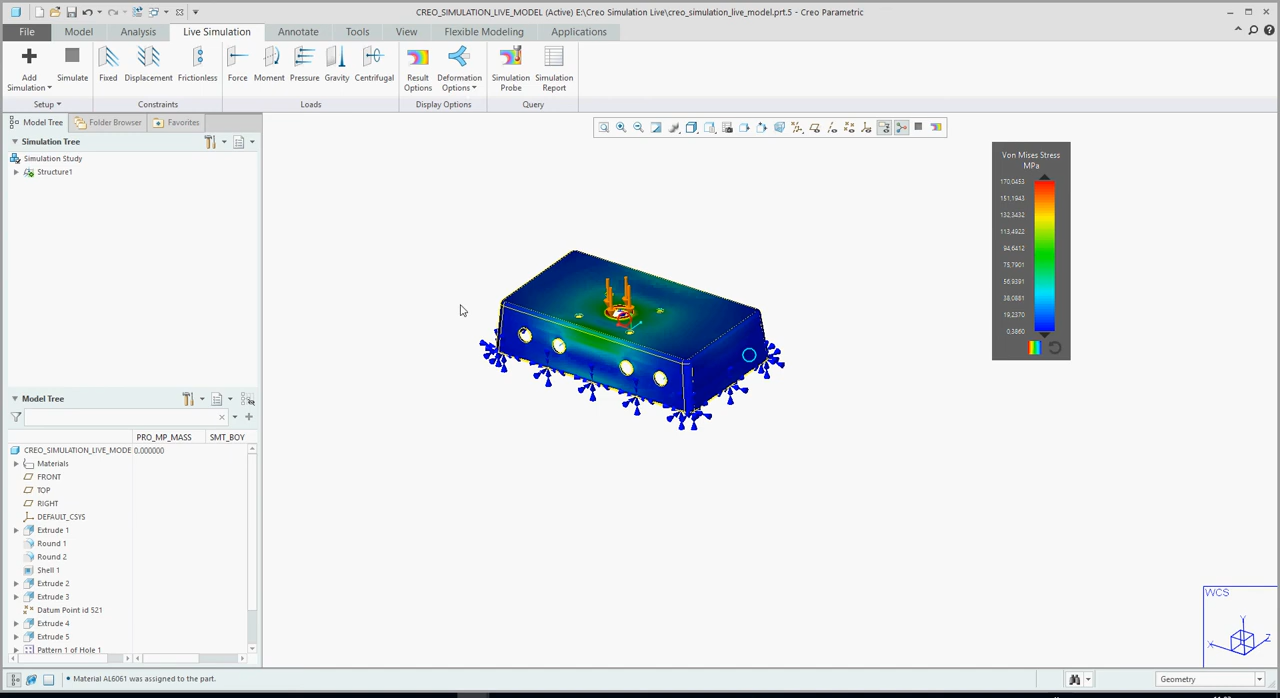 CREO_SIMULATION_LIVE_MODEL (Active) E:\Creo Simulation Live\creo_simulation_live_model.prt.5 - Creo Parametric
File Model Analysis Live Simulation Annotate Tools View Flexible Modeling Applications
Add Simulation
Simulate
Fixed
Displacement
Frictionless
Force
Moment
Pressure
Gravity
Centrifugal
Result Options
Deformation Options
Simulation Probe
Simulation Report
Setup
Constraints
Loads
Display Options
Query
Model Tree
Folder Browser
Favorites
Simulation Tree
Simulation Study
Structure1
Von Mises Stress
MPa
170.0453
151.1943
132.3432
113.4922
94.6412
75.7901
56.9391
38.0881
19.2370
0.3860
Model Tree
PRO_MP_MASS SMT_BOY
CREO_SIMULATION_LIVE_MODE 0.000000
Materials
FRONT
TOP
RIGHT
DEFAULT_CSYS
Extrude 1
Round 1
Round 2
Shell 1
Extrude 2
Extrude 3
Datum Point id 521
Extrude 4
Extrude 5
Pattern 1 of Hole 1
WCS
Y
X
Z
• Material AL6061 was assigned to the part.
Geometry